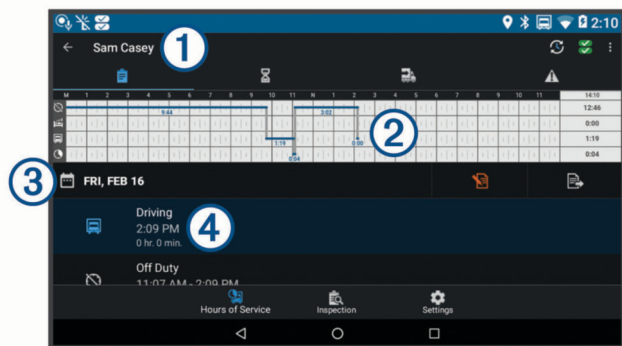 2:10
Sam Casey
1
M 1 2 3 4 5 6 7 8 9 10 11 N 1 2 3 4 5 6 7 8 9 10 11 14:10
9:44 3:02 12:46
0:00
1:19 0:00 1:19
0:04 0:04
2
3
FRI, FEB 16
Driving
2:09 PM
0 hr. 0 min.
4
Off Duty
11:07 AM - 2:09 PM
Hours of Service Inspection Settings